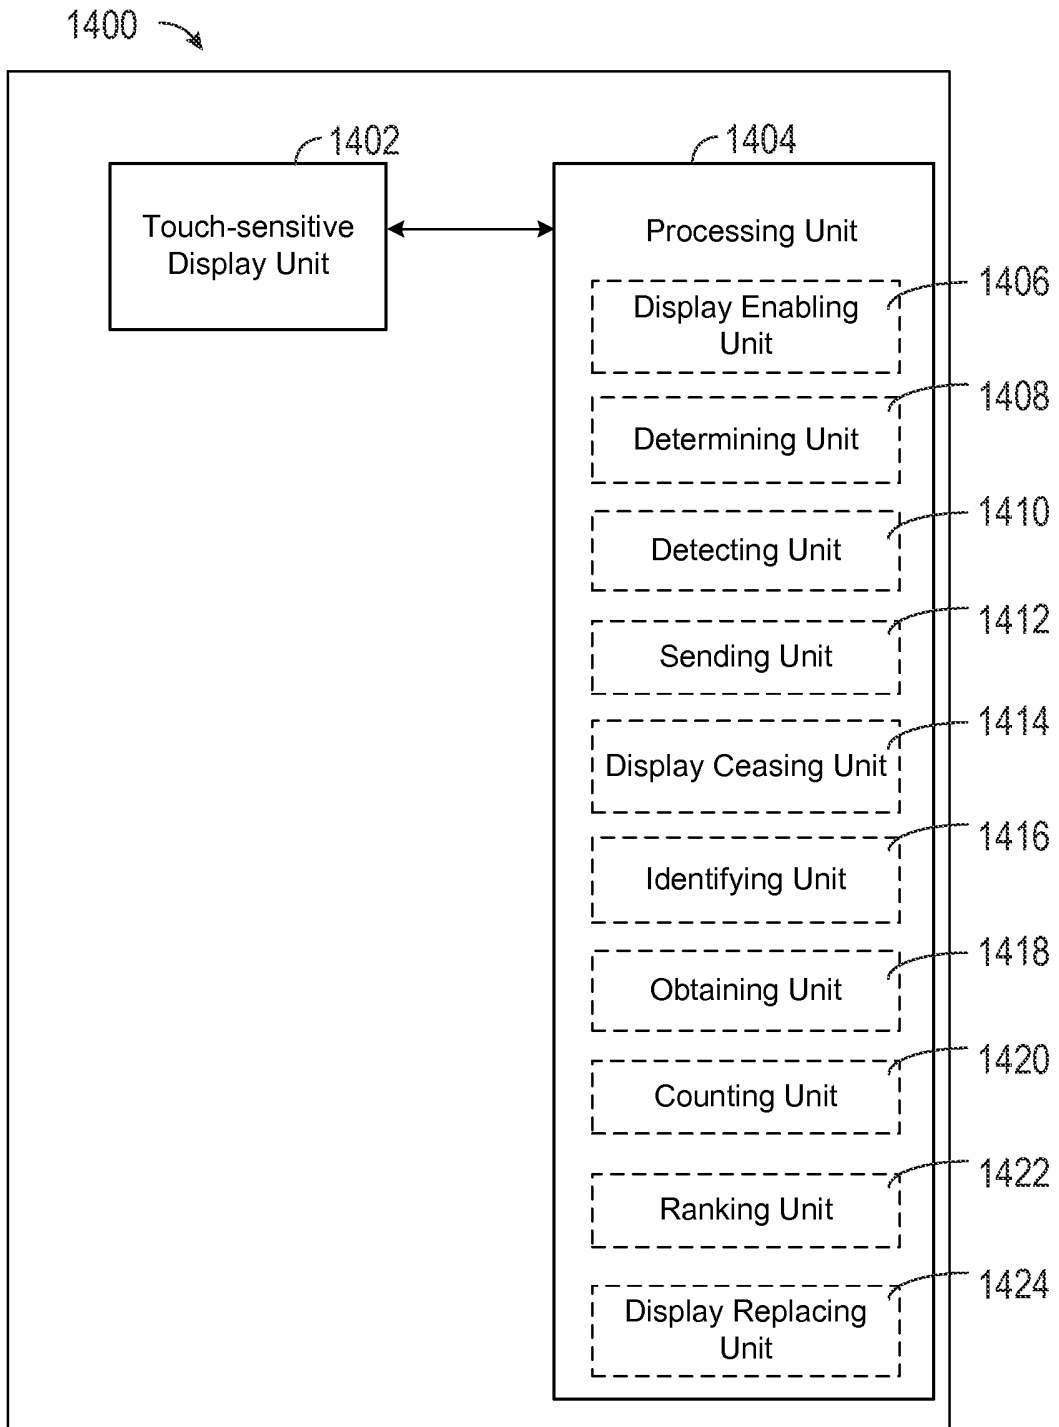 1400
1402
1404
Touch-sensitive
Display Unit
Processing Unit
1406
Display Enabling
Unit
1408
Determining Unit
1410
Detecting Unit
1412
Sending Unit
1414
Display Ceasing Unit
1416
Identifying Unit
1418
Obtaining Unit
1420
Counting Unit
1422
Ranking Unit
1424
Display Replacing
Unit